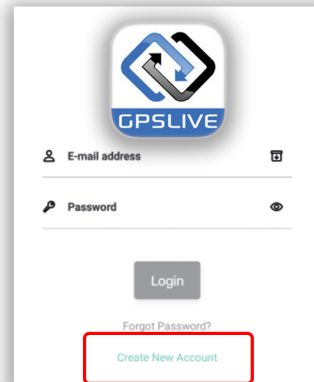 GPSLIVE
E-mail address
Password
Login
Forgot Password?
Create New Account